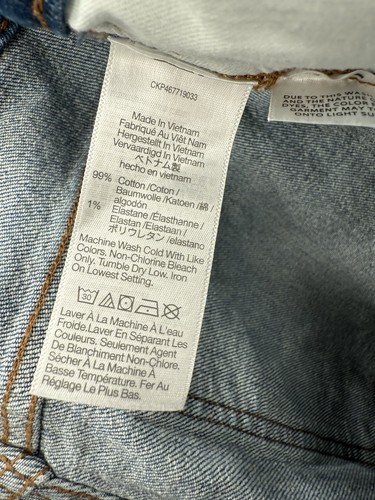 CKP467719033
Made In Vietnam
Fabriqué Au Viêt Nam
Hergestellt In Vietnam
Vervaardigd In Vietnam
ベトナム製
hecho en vietnam
99% Cotton /Coton /
Baumwolle /Katoen /綿
algodón
1% Elastane /Élasthanne /
Elastan /Elastaan /
ポリウレタン /elastano
Machine Wash Cold With Like
Colors. Non-Chlorine Bleach
Only. Tumble Dry Low. Iron
On Lowest Setting.
30
Laver À La Machine À L'eau
Froide.Laver En Séparant Les
Couleurs. Seulement Agent
De Blanchiment Non-Chlore.
Sécher À La Machine À
Basse Température. Fer Au
Réglage Le Plus Bas.
DUE TO THIS WA
AND THE NATURE
DYES, THE COLOR
GARMENT MAY
ONTO LIGHT SU